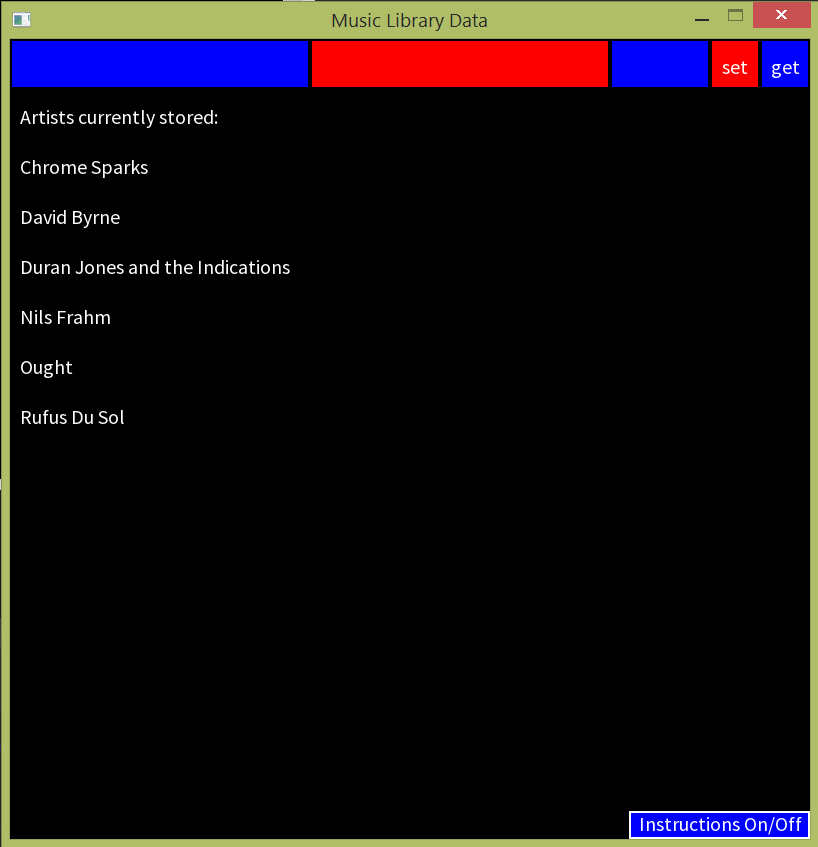 Music Library Data
set
get
Artists currently stored:
Chrome Sparks
David Byrne
Duran Jones and the Indications
Nils Frahm
Ought
Rufus Du Sol
Instructions On/Off